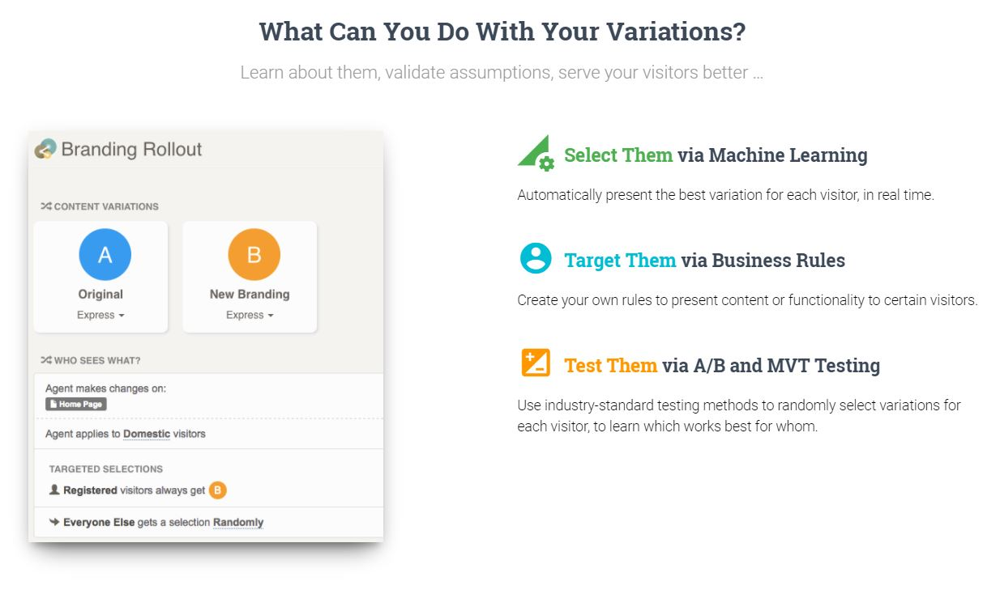 What Can You Do With Your Variations?
Learn about them, validate assumptions, serve your visitors better ...
Branding Rollout
CONTENT VARIATIONS
A
Original
Express
B
New Branding
Express
WHO SEES WHAT?
Agent makes changes on:
Home Page
Agent applies to Domestic visitors
TARGETED SELECTIONS
Registered visitors always get B
Everyone Else gets a selection Randomly
Select Them via Machine Learning
Automatically present the best variation for each visitor, in real time.
Target Them via Business Rules
Create your own rules to present content or functionality to certain visitors.
Test Them via A/B and MVT Testing
Use industry-standard testing methods to randomly select variations for
each visitor, to learn which works best for whom.